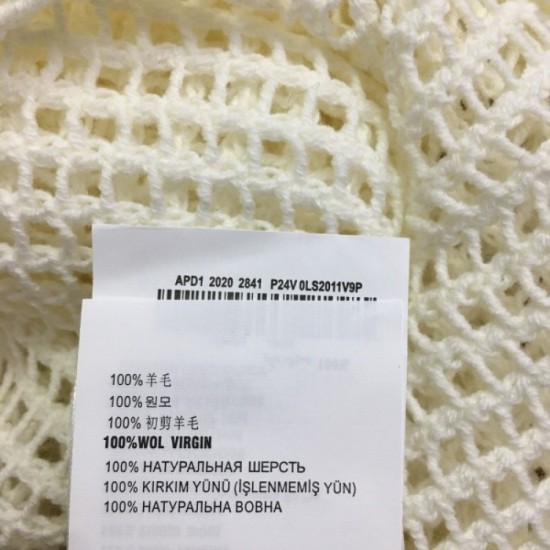 APD1 2020 2841 P24V 0LS2011V9P
100%羊毛
100%원모
100% 初剪羊毛
100%WOL VIRGIN
100% НАТУРАЛЬНАЯ ШЕРСТЬ
100% KIRKIM YÜNÜ (İŞLENMEMİŞ YÜN)
100% НАТУРАЛЬНА ВОВНА